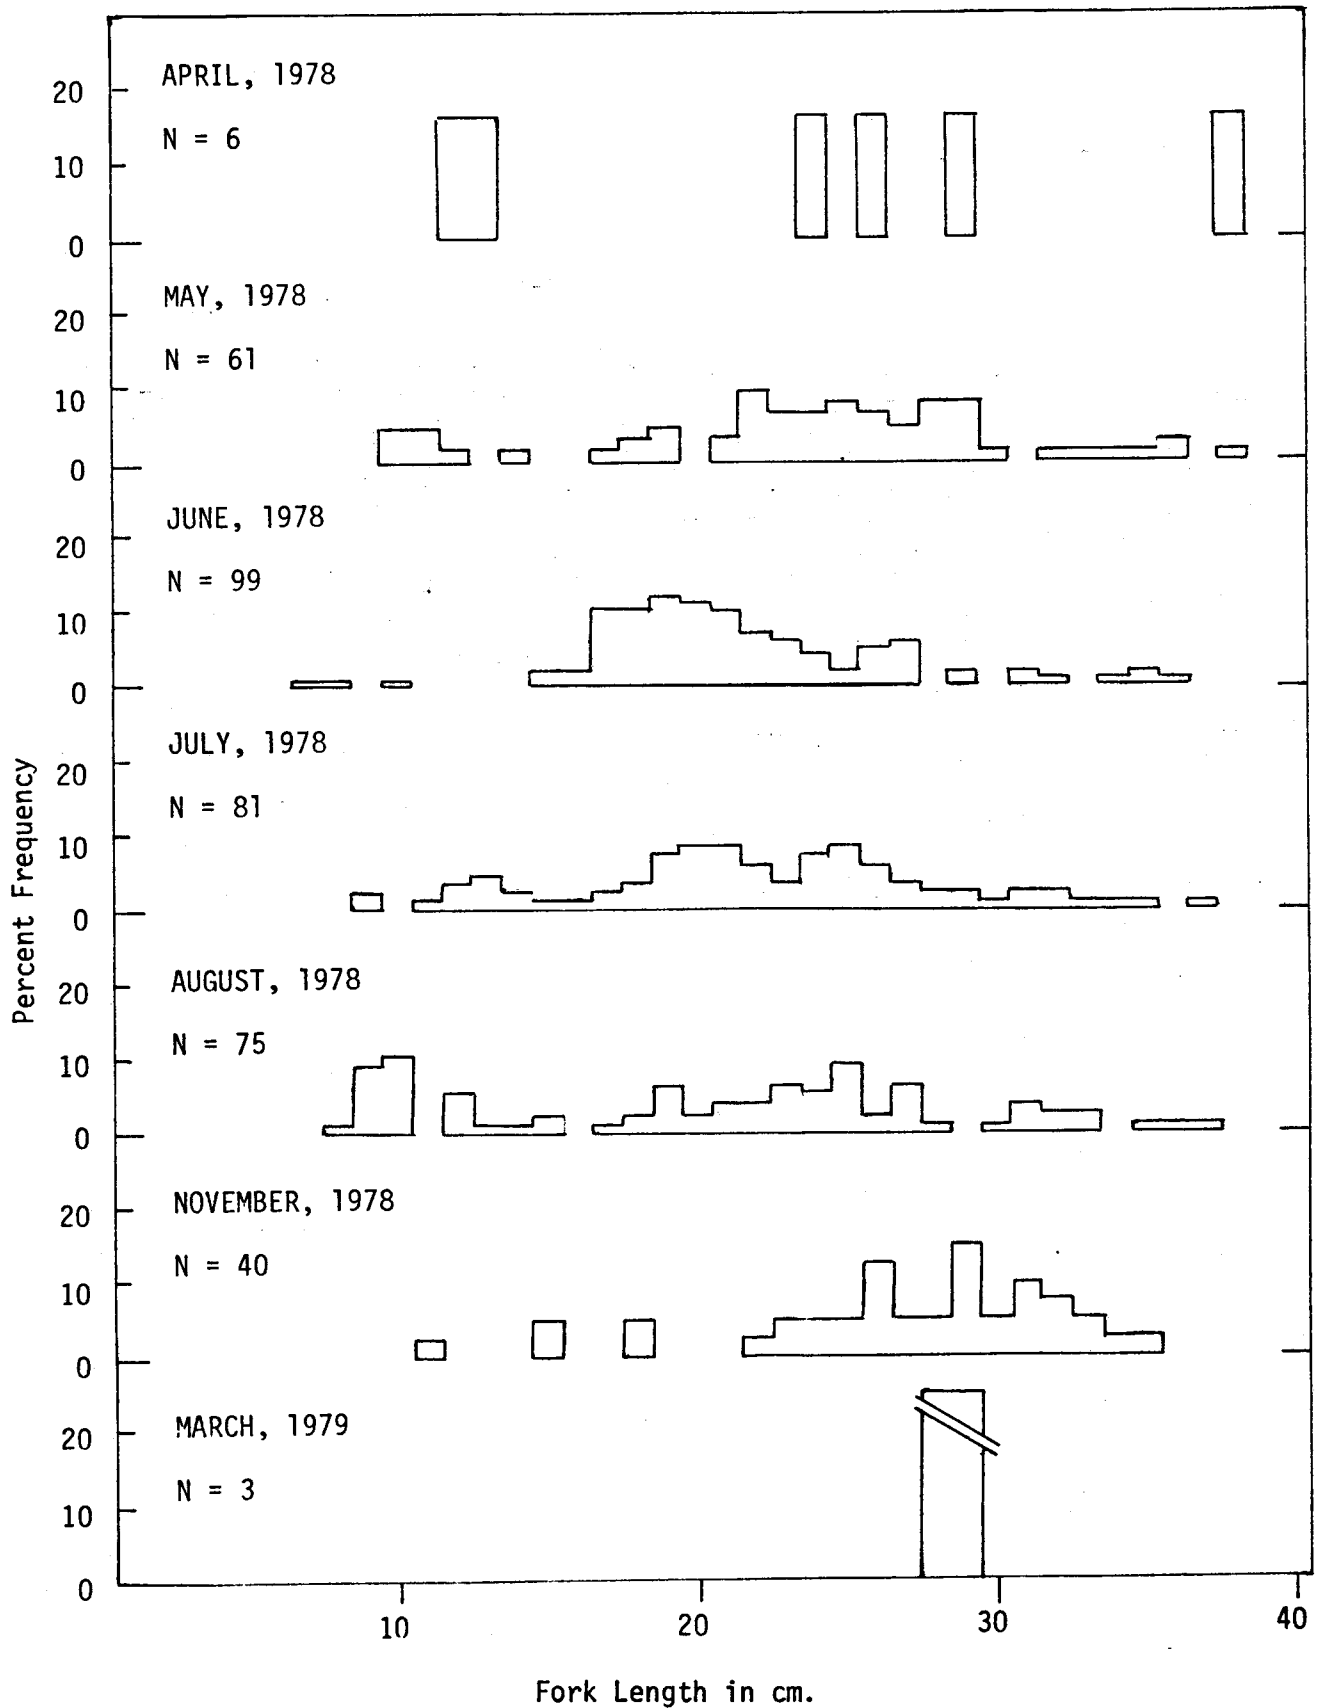 APRIL, 1978
20
N = 6
10
0
MAY, 1978
20
N = 61
10
0
JUNE, 1978
20
N = 99
10
0
JULY, 1978
20
N = 81
10
0
AUGUST, 1978
20
N = 75
10
0
NOVEMBER, 1978
20
N = 40
10
0
MARCH, 1979
20
N = 3
10
0
Percent Frequency
10 20 30 40
Fork Length in cm.